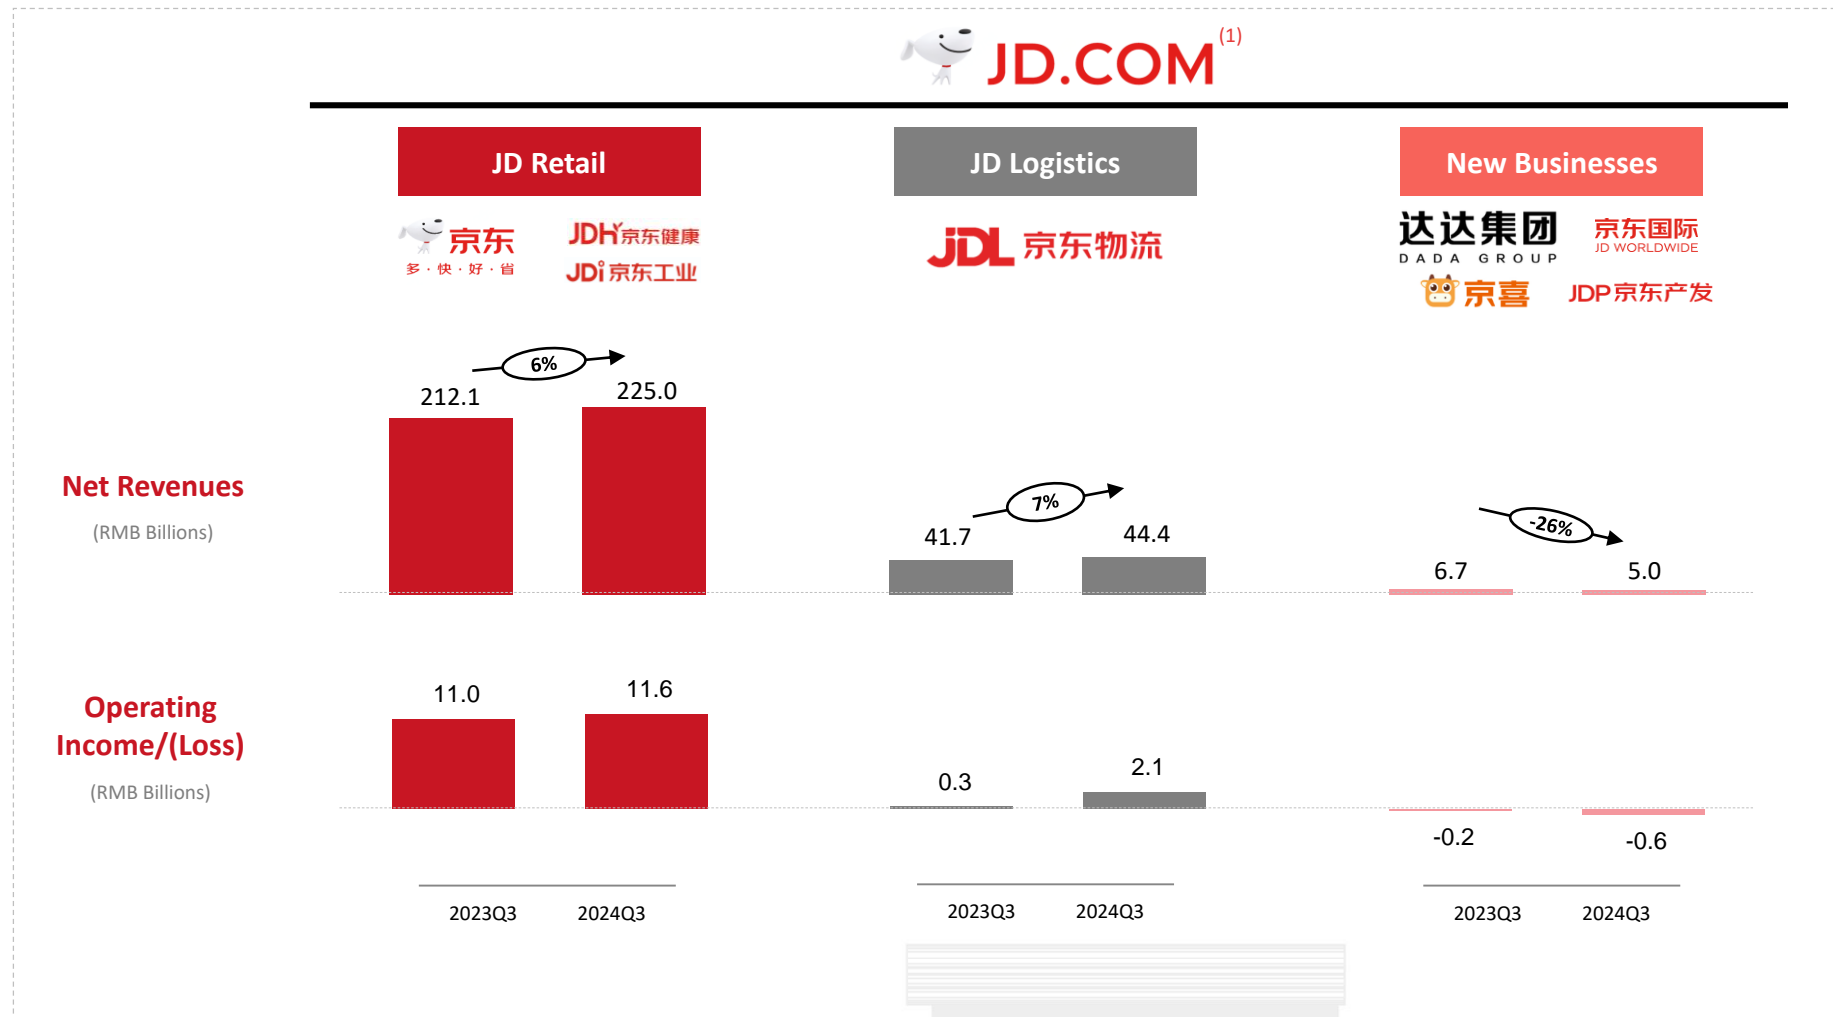 JD.COM(1)
JD Retail
JD Logistics
New Businesses
京东
多·快·好·省
JDH京东健康
JDi京东工业
JDL京东物流
达达集团
DADA GROUP
京东国际
JD WORLDWIDE
京喜
JDP京东产发
Net Revenues
(RMB Billions)
6%
212.1
225.0
7%
41.7
44.4
-26%
6.7
5.0
Operating
Income/(Loss)
(RMB Billions)
11.0
11.6
0.3
2.1
-0.2
-0.6
2023Q3
2024Q3
2023Q3
2024Q3
2023Q3
2024Q3